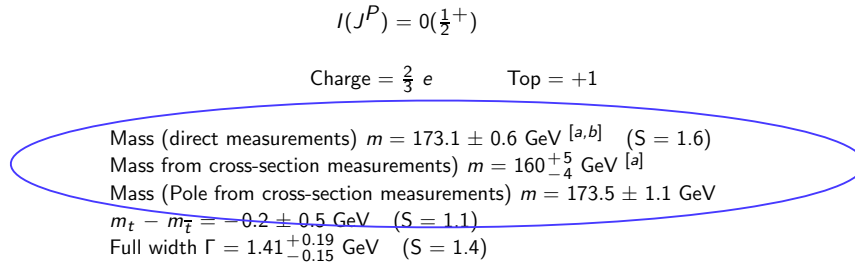 I(J^P) = 0(1/2^+)
Charge = 2/3 e Top = +1
Mass (direct measurements) m = 173.1 ± 0.6 GeV [a,b] (S = 1.6)
Mass from cross-section measurements) m = 160^{+5}_{-4} GeV [a]
Mass (Pole from cross-section measurements) m = 173.5 ± 1.1 GeV
m_t − m_{t̅} = −0.2 ± 0.5 GeV (S = 1.1)
Full width Γ = 1.41^{+0.19}_{-0.15} GeV (S = 1.4)